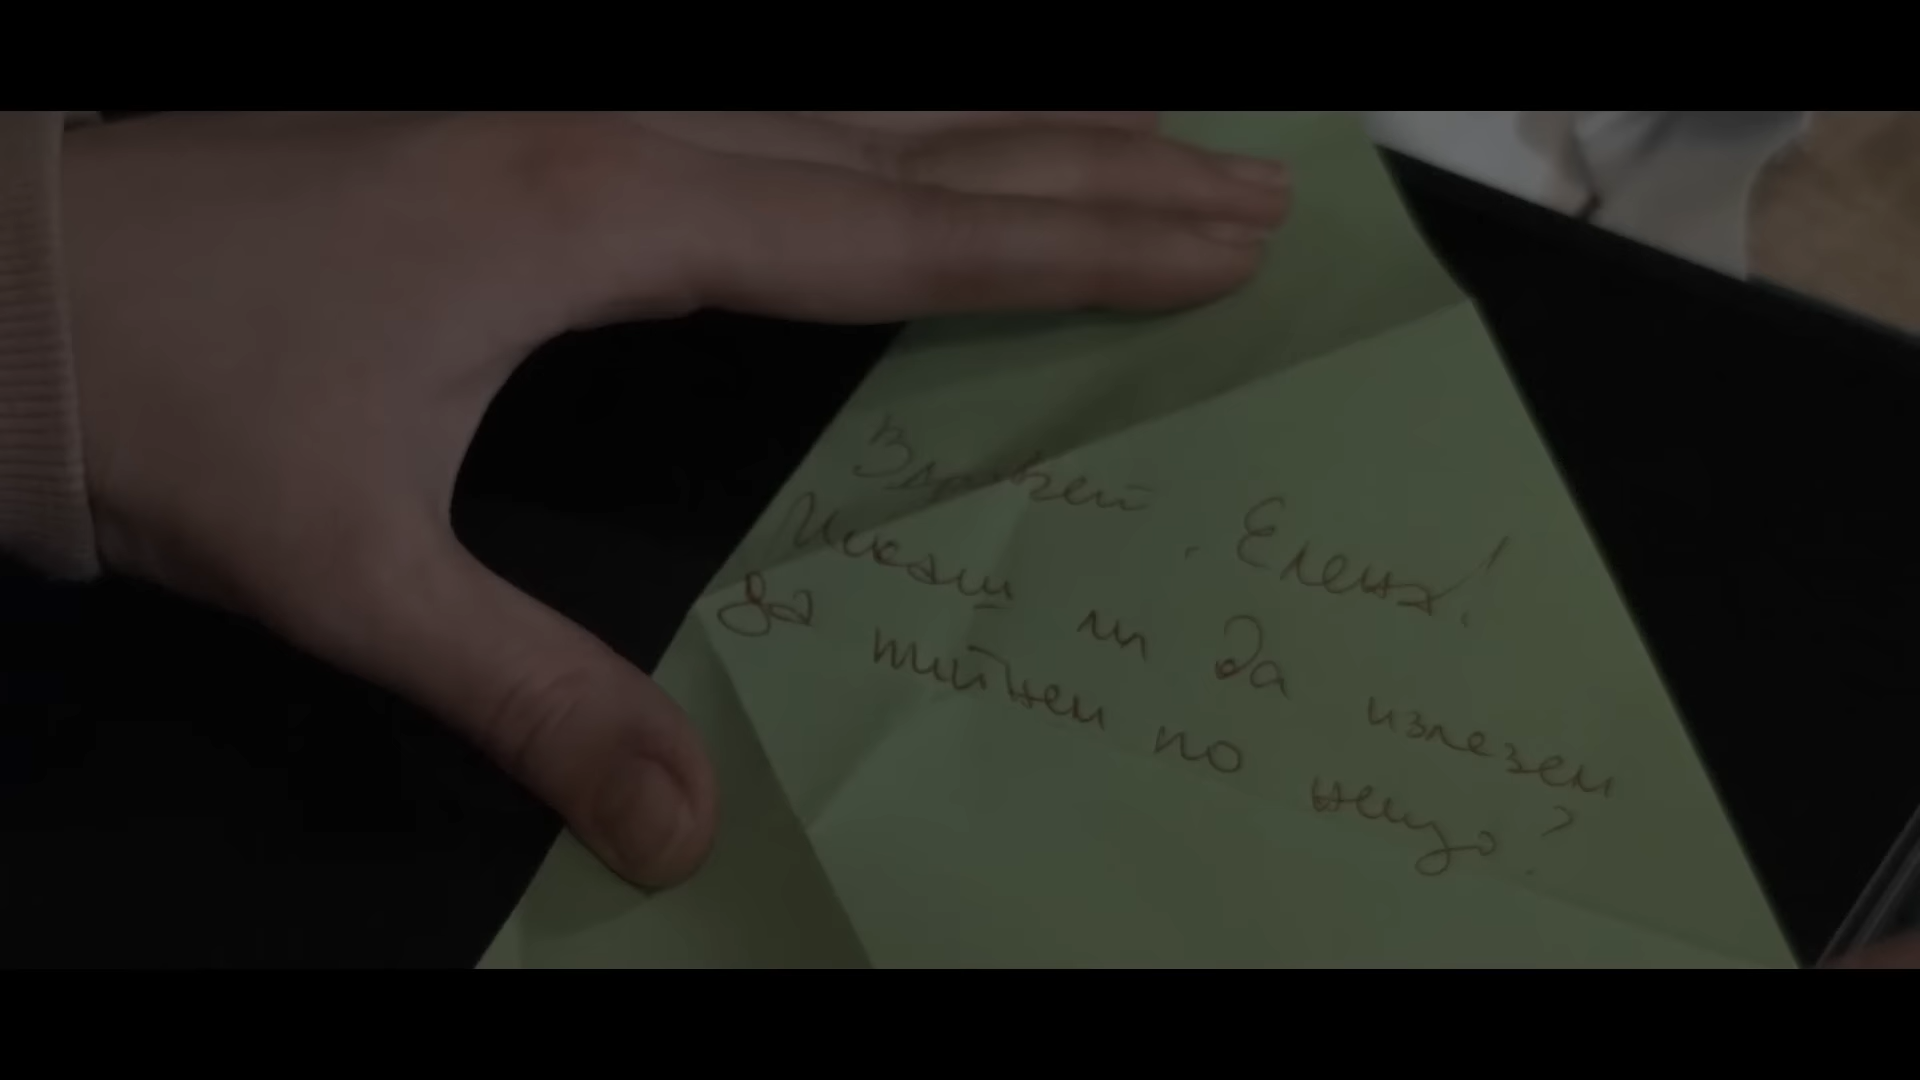 Здравей, Елена!
Искаш ли да излезем
да пийнем по нещо?